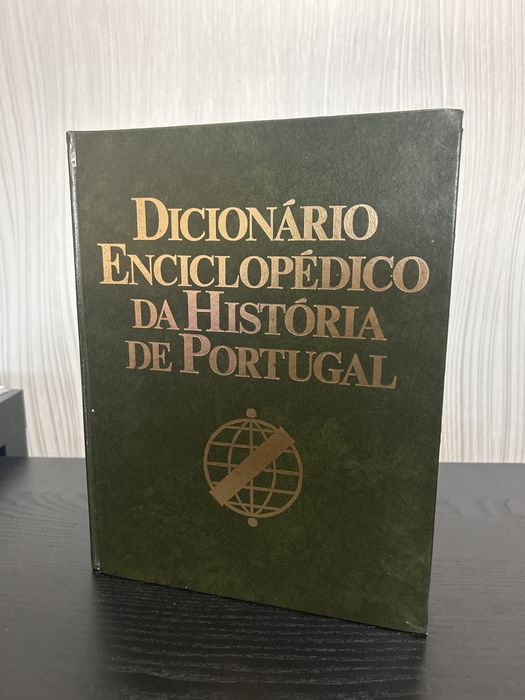 DICIONÁRIO
ENCICLOPÉDICO
DA HISTÓRIA
DE PORTUGAL